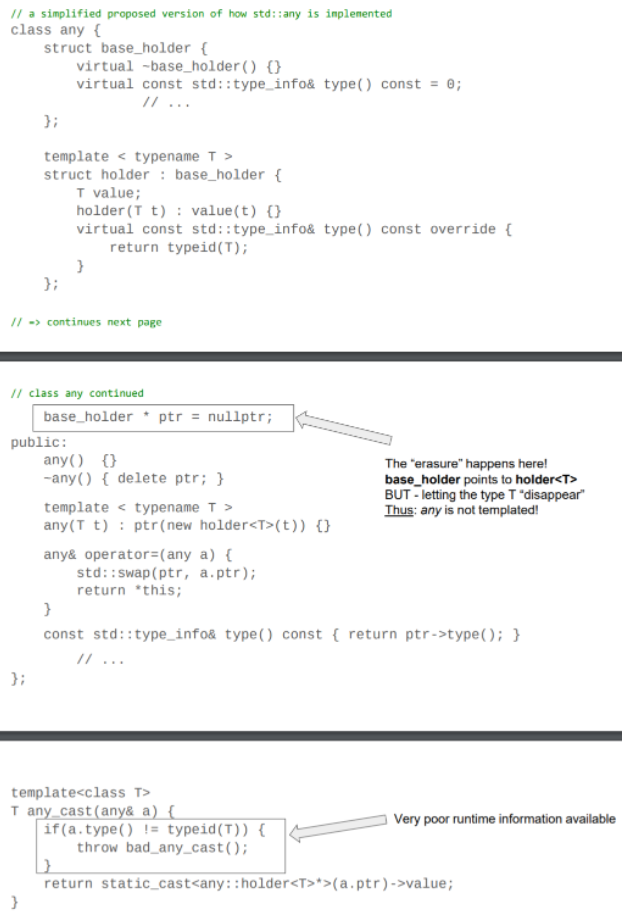 // a simplified proposed version of how std::any is implemented
class any {
    struct base_holder {
        virtual ~base_holder() {}
        virtual const std::type_info& type() const = 0;
                // ...
    };
    template < typename T >
    struct holder : base_holder {
        T value;
        holder(T t) : value(t) {}
        virtual const std::type_info& type() const override {
            return typeid(T);
        }
    };
// => continues next page
// class any continued
    base_holder * ptr = nullptr;
public:
    any()  {}
    ~any() { delete ptr; }
The "erasure" happens here!
base_holder points to holder<T>
BUT - letting the type T "disappear"
Thus: any is not templated!
    template < typename T >
    any(T t) : ptr(new holder<T>(t)) {}
    any& operator=(any a) {
        std::swap(ptr, a.ptr);
        return *this;
    }
    const std::type_info& type() const { return ptr->type(); }
        // ...
};
template<class T>
T any_cast(any& a) {
    if(a.type() != typeid(T)) {
        throw bad_any_cast();
    }
Very poor runtime information available
    return static_cast<any::holder<T>*>(a.ptr)->value;
}